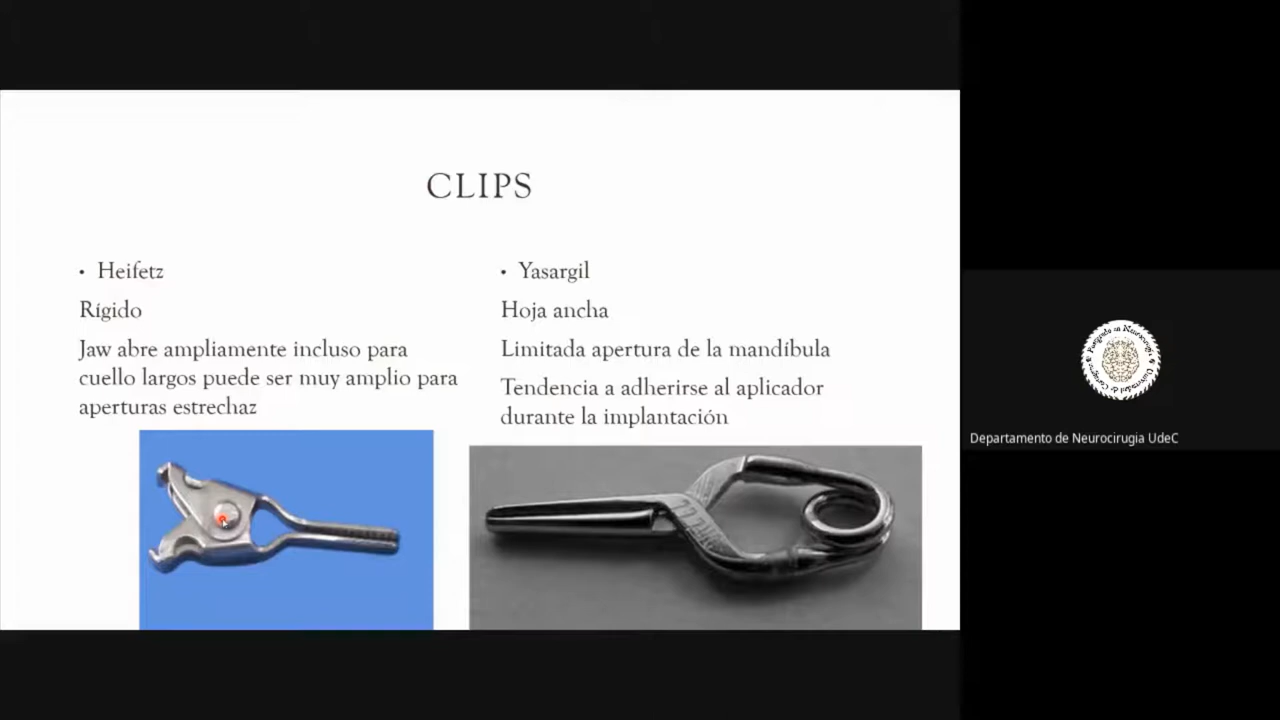 CLIPS
• Heifetz
Rígido
Jaw abre ampliamente incluso para
cuello largos puede ser muy amplio para
aperturas estrechaz
• Yasargil
Hoja ancha
Limitada apertura de la mandíbula
Tendencia a adherirse al aplicador
durante la implantación
Departamento de Neurocirugia UdeC